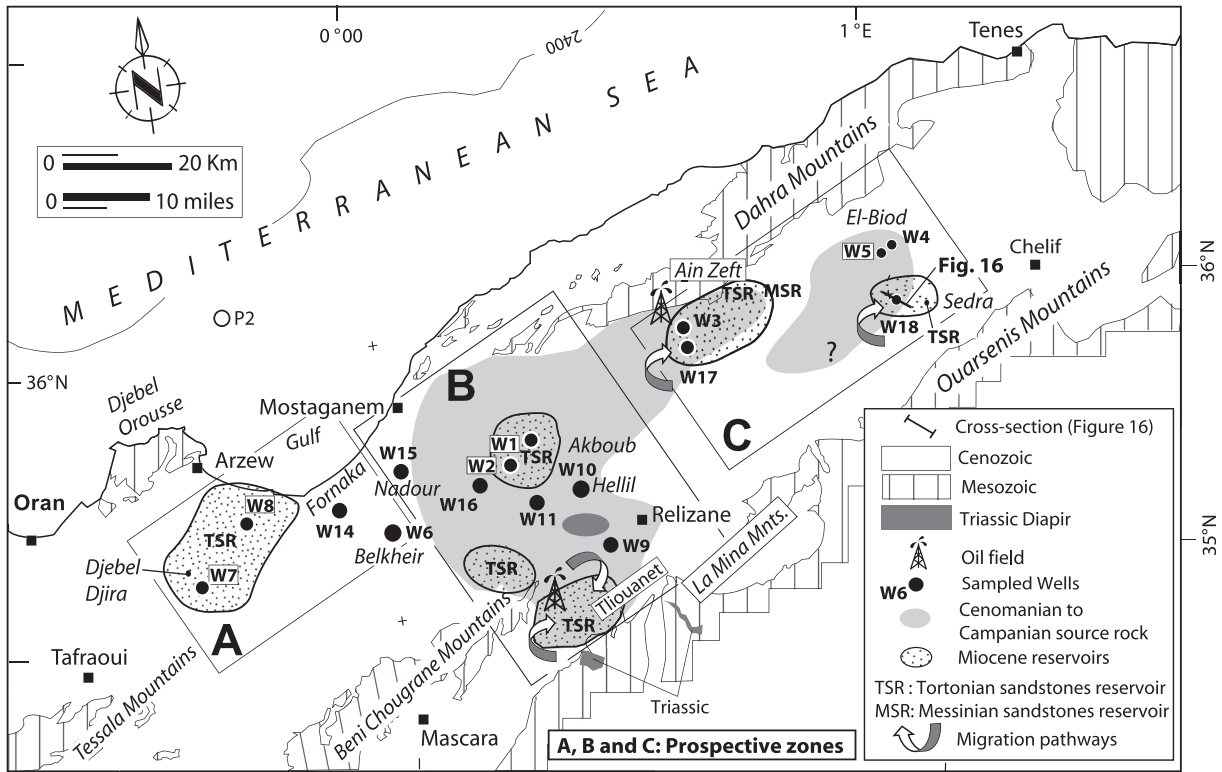 0 °00
1 °E
Tenes
2400
N
MEDITERRANEAN SEA
0 20 Km
0 10 miles
Dahra Mountains
El-Biod
W4
W5
Chelif
36°N
Fig. 16
Ain Zeft
TSR MSR
Sedra
W3
W18
TSR
P2
Ouarsenis Mountains
?
W17
36°N
B
C
Djebel
Orousse
Mostaganem
Gulf
Arzew
W1
TSR
Akboub
W15
W2
W10
Nadour
Hellil
Fornaka
W16
Oran
W8
W11
Relizane
W14
W6
TSR
Belkheir
W9
35°N
La Mina Mnts.
Djebel
Djira
W7
TSR
Tliouanet
TSR
A
Tafraoui
Tessala Mountains
Beni Chougrane Mountains
Triassic
Mascara
A, B and C: Prospective zones
Cross-section (Figure 16)
Cenozoic
Mesozoic
Triassic Diapir
Oil field
W6 Sampled Wells
Cenomanian to
Campanian source rock
Miocene reservoirs
TSR : Tortonian sandstones reservoir
MSR: Messinian sandstones reservoir
Migration pathways